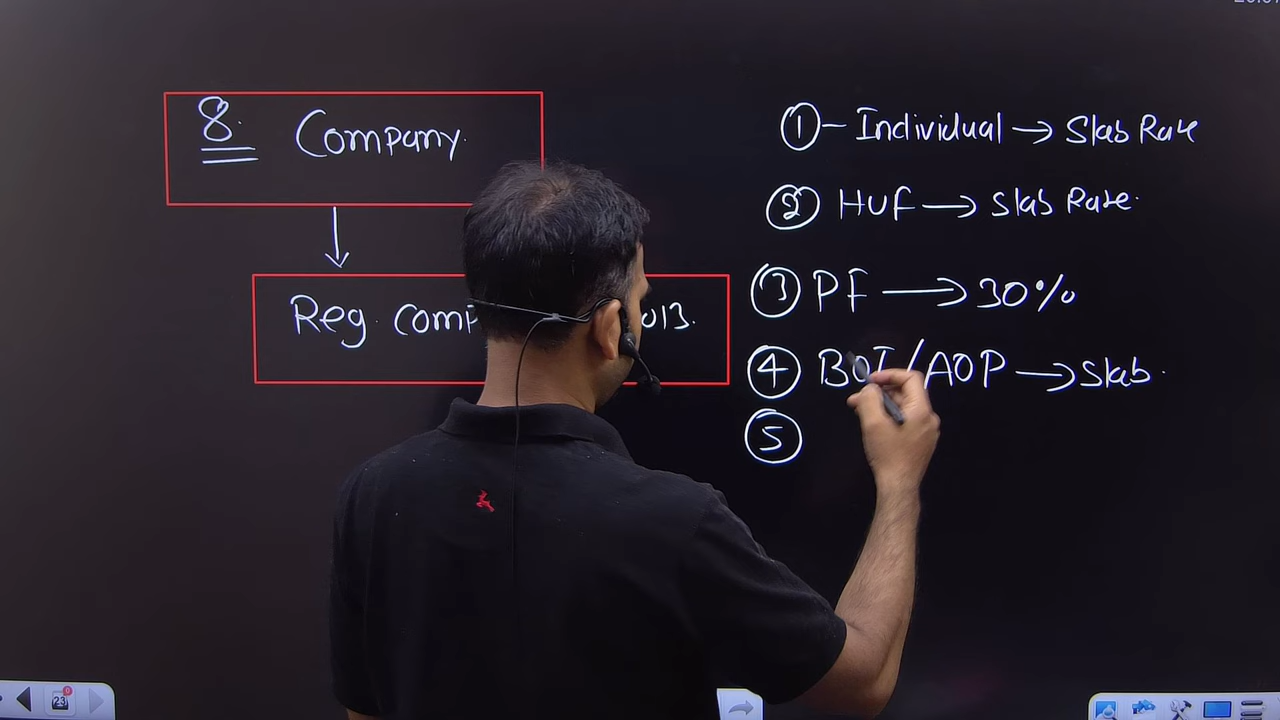 8. Company.
Reg. Comp 013.
① - Individual → Slab Rate
② HUF → Slab Rate.
③ PF → 30%
④ BOI/AOP → Slab.
⑤
23